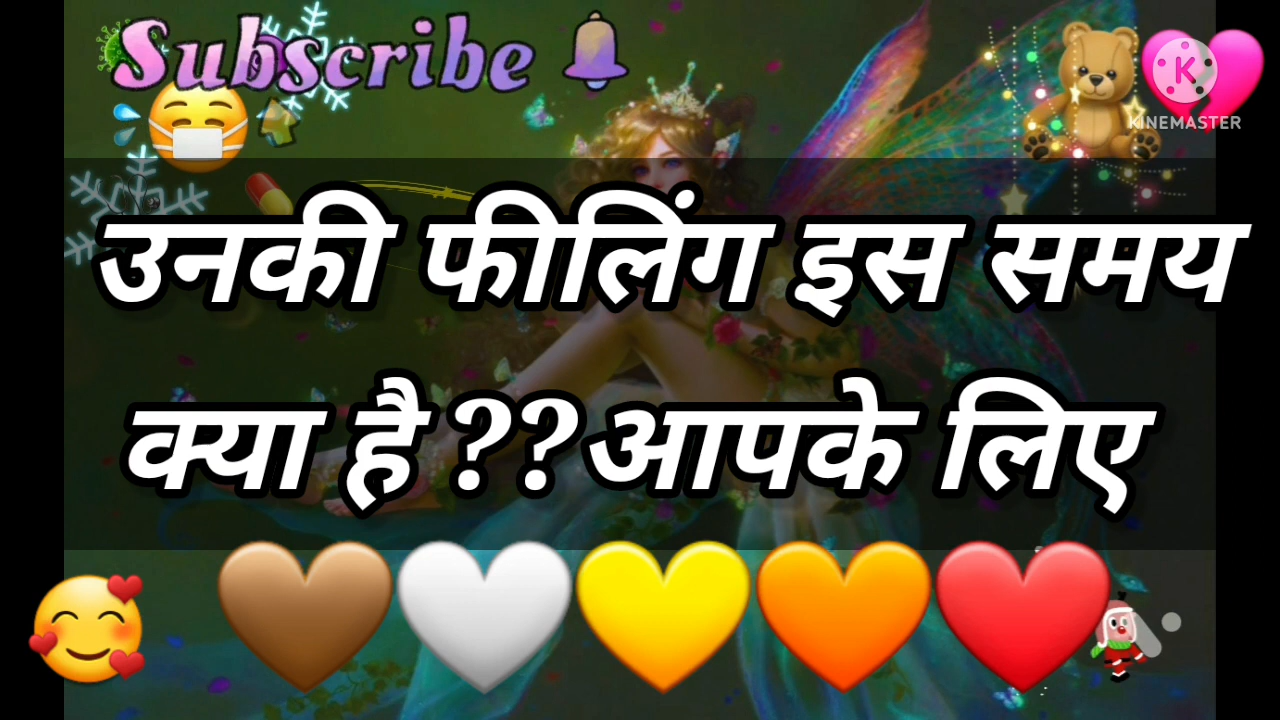 Subscribe
KINEMASTER
उनकी फीलिंग इस समय
क्या है ??आपके लिए